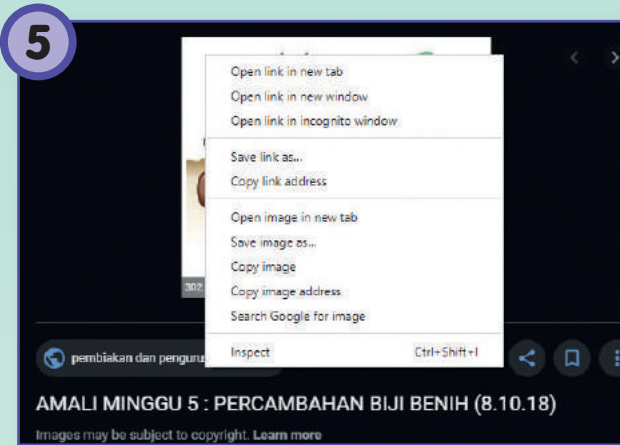 5
Open link in new tab
Open link in new window
Open link in incognito window
Save link as...
Copy link address
Open image in new tab
Save image as...
Copy image
Copy image address
Search Google for image
Inspect Ctrl+Shift+I
302
pembiakan dan penguru
AMALI MINGGU 5 : PERCAMBAHAN BIJI BENIH (8.10.18)
Images may be subject to copyright. Learn more